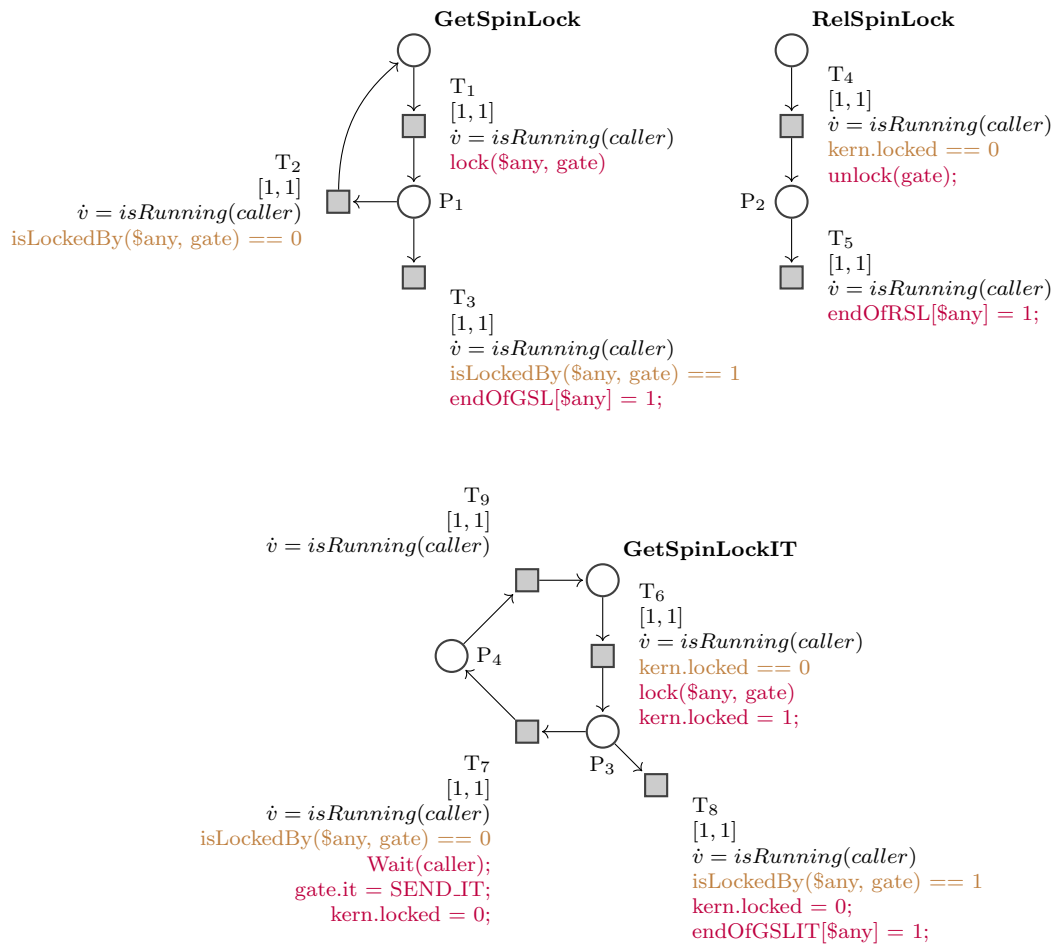 GetSpinLock
T₁
[1, 1]
v̇ = isRunning(caller)
lock($any, gate)
T₂
[1, 1]
v̇ = isRunning(caller)
isLockedBy($any, gate) == 0
P₁
T₃
[1, 1]
v̇ = isRunning(caller)
isLockedBy($any, gate) == 1
endOfGSL[$any] = 1;
RelSpinLock
T₄
[1, 1]
v̇ = isRunning(caller)
kern.locked == 0
unlock(gate);
P₂
T₅
[1, 1]
v̇ = isRunning(caller)
endOfRSL[$any] = 1;
T₉
[1, 1]
v̇ = isRunning(caller)
GetSpinLockIT
T₆
[1, 1]
v̇ = isRunning(caller)
kern.locked == 0
lock($any, gate)
kern.locked = 1;
P₄
P₃
T₇
[1, 1]
v̇ = isRunning(caller)
isLockedBy($any, gate) == 0
Wait(caller);
gate.it = SEND_IT;
kern.locked = 0;
T₈
[1, 1]
v̇ = isRunning(caller)
isLockedBy($any, gate) == 1
kern.locked = 0;
endOfGSLIT[$any] = 1;